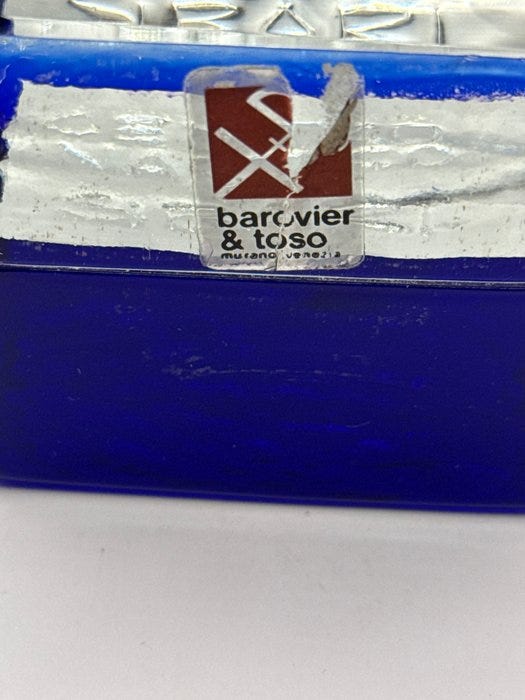 barovier
& toso
murano venezia